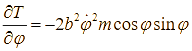 ∂T/∂φ = −2b²φ̇²m cos φ sin φ